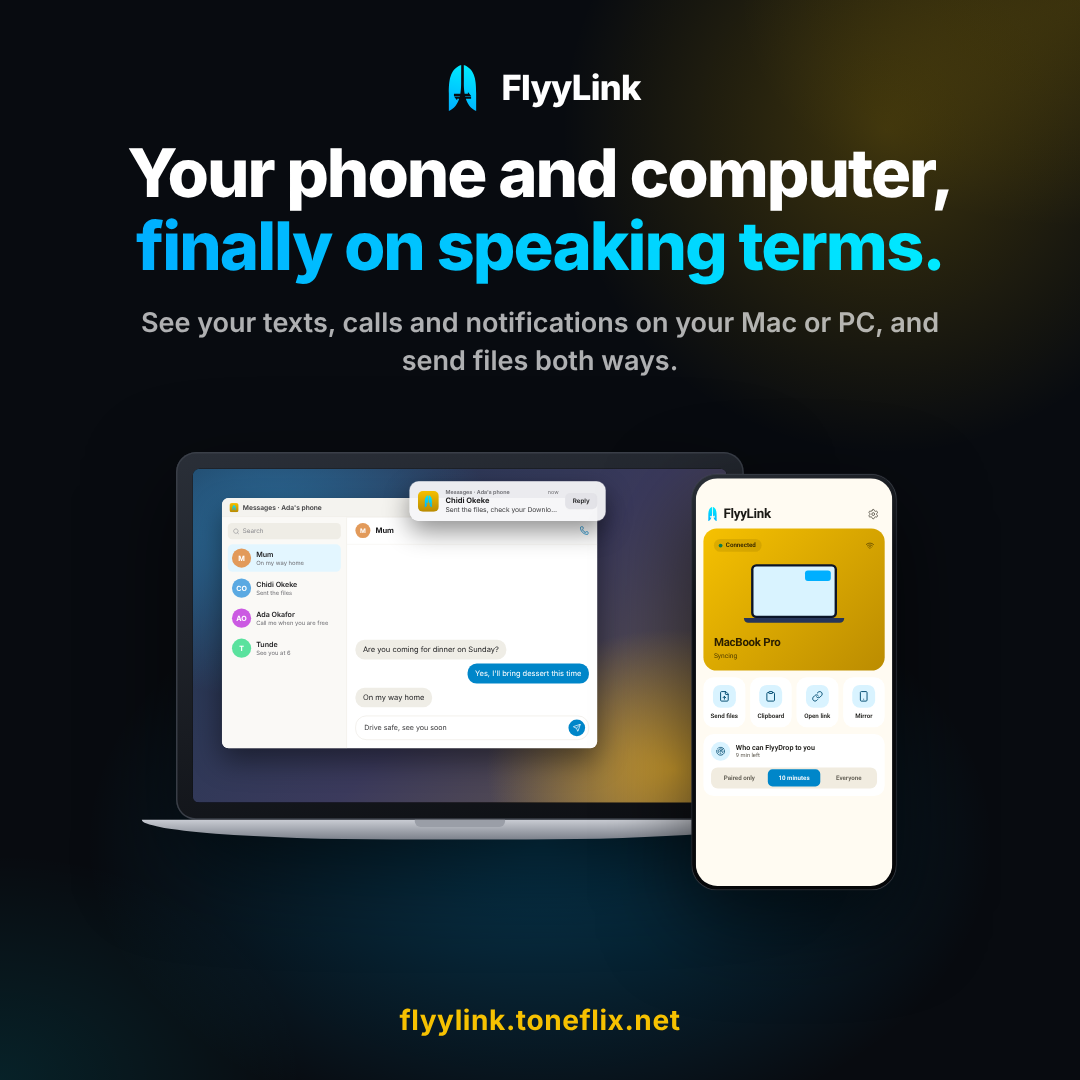 FlyyLink
Your phone and computer,
finally on speaking terms.
See your texts, calls and notifications on your Mac or PC, and
send files both ways.
Messages · Ada's phone
Search
Mum
On my way home
CO
Chidi Okeke
Sent the files
AO
Ada Okafor
Call me when you are free
T
Tunde
See you at 6
M
M
Mum
Messages · Ada's phone
now
Chidi Okeke
Sent the files, check your Downlo...
Reply
Are you coming for dinner on Sunday?
Yes, I'll bring dessert this time
On my way home
Drive safe, see you soon
FlyyLink
Connected
MacBook Pro
Syncing
Send files
Clipboard
Open link
Mirror
Who can FlyyDrop to you
9 min left
Paired only
10 minutes
Everyone
flyylink.toneflix.net